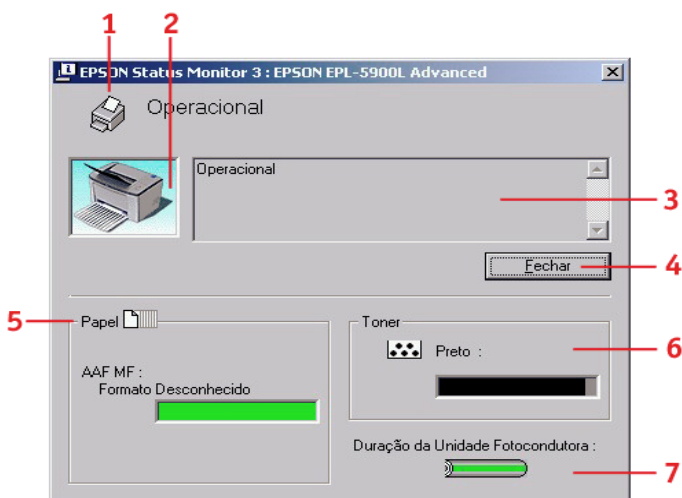 1 2
EPSON Status Monitor 3 : EPSON EPL-5900L Advanced
Operacional
Operacional
3
Fechar
4
5
Papel
AAF MF :
Formato Desconhecido
Toner
Preto :
6
Duração da Unidade Fotocondutora :
7